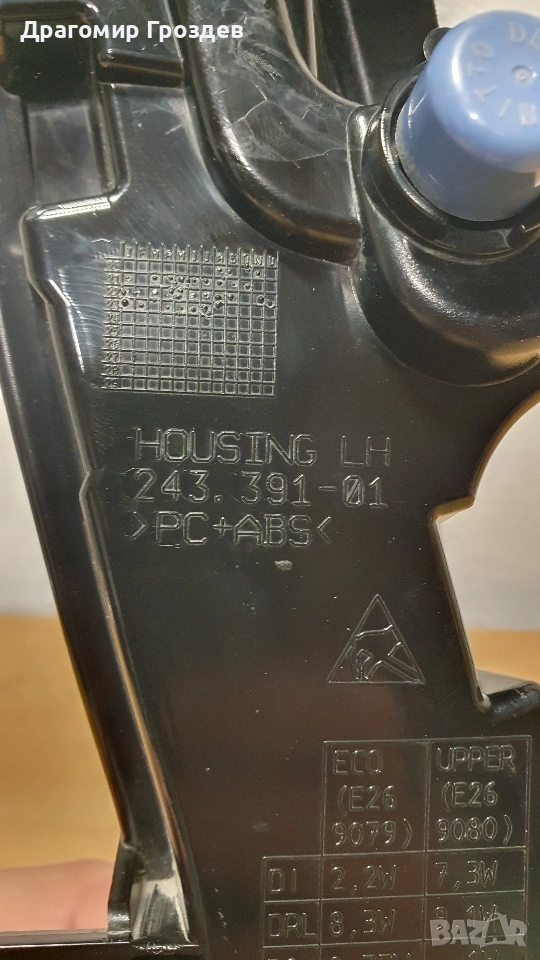 Драгомир Гроздев
HOUSING LH
243.391-01
>PC+ABS<
ECO UPPER
(E26 (E26
9079) 9080)
DI 2,2W 7,3W
DRL 8,3W
BAZAR